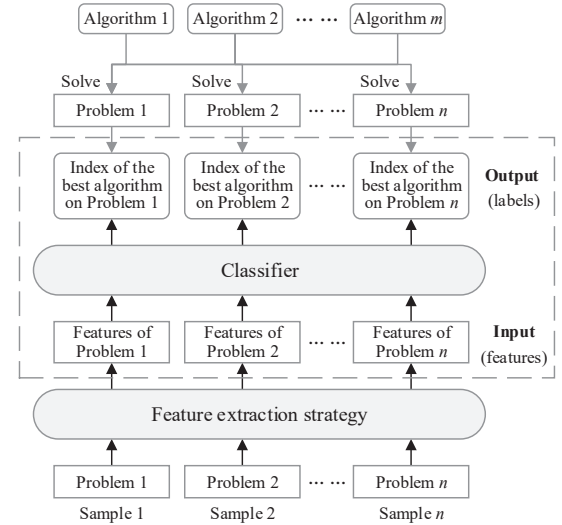 Algorithm 1 Algorithm 2 ··· ··· Algorithm m
Solve Solve Solve
Problem 1 Problem 2 ··· ··· Problem n
Index of the Index of the Index of the
best algorithm best algorithm ··· ··· best algorithm
on Problem 1 on Problem 2 on Problem n
Output
(labels)
Classifier
Features of Features of Features of
Problem 1 Problem 2 ··· ··· Problem n
Input
(features)
Feature extraction strategy
Problem 1 Problem 2 ··· ··· Problem n
Sample 1 Sample 2 Sample n